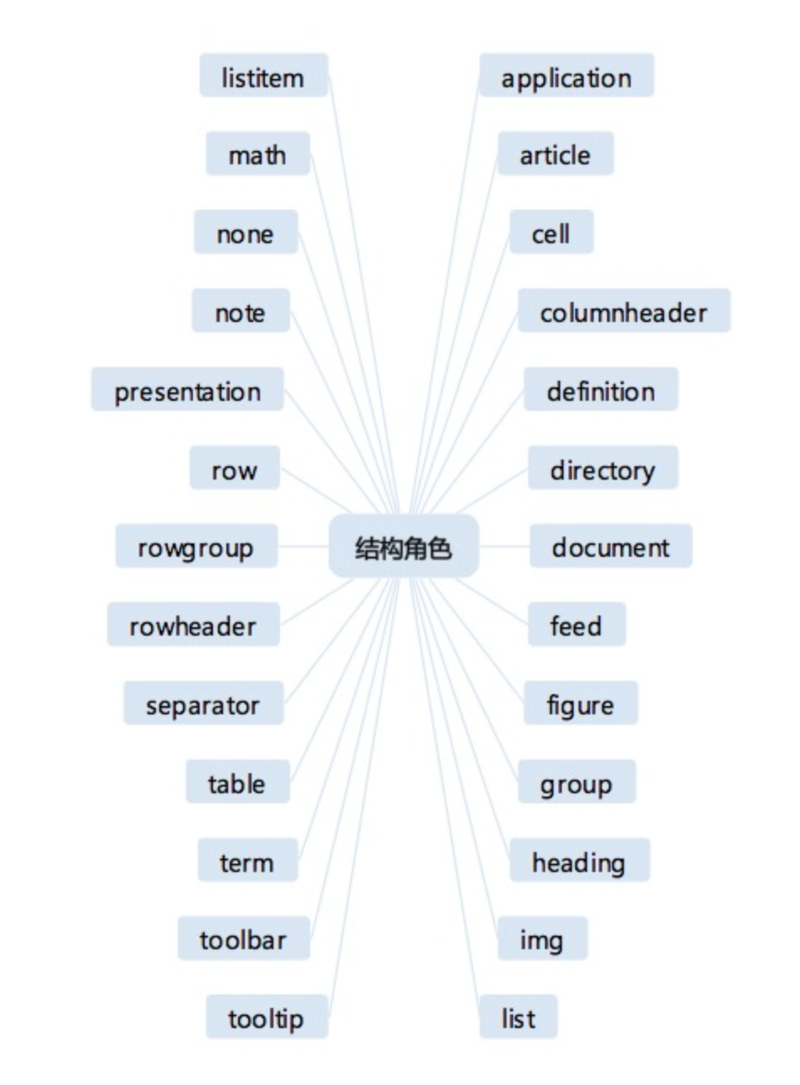 listitem
math
none
note
presentation
row
rowgroup
rowheader
separator
table
term
toolbar
tooltip
结构角色
application
article
cell
columnheader
definition
directory
document
feed
figure
group
heading
img
list